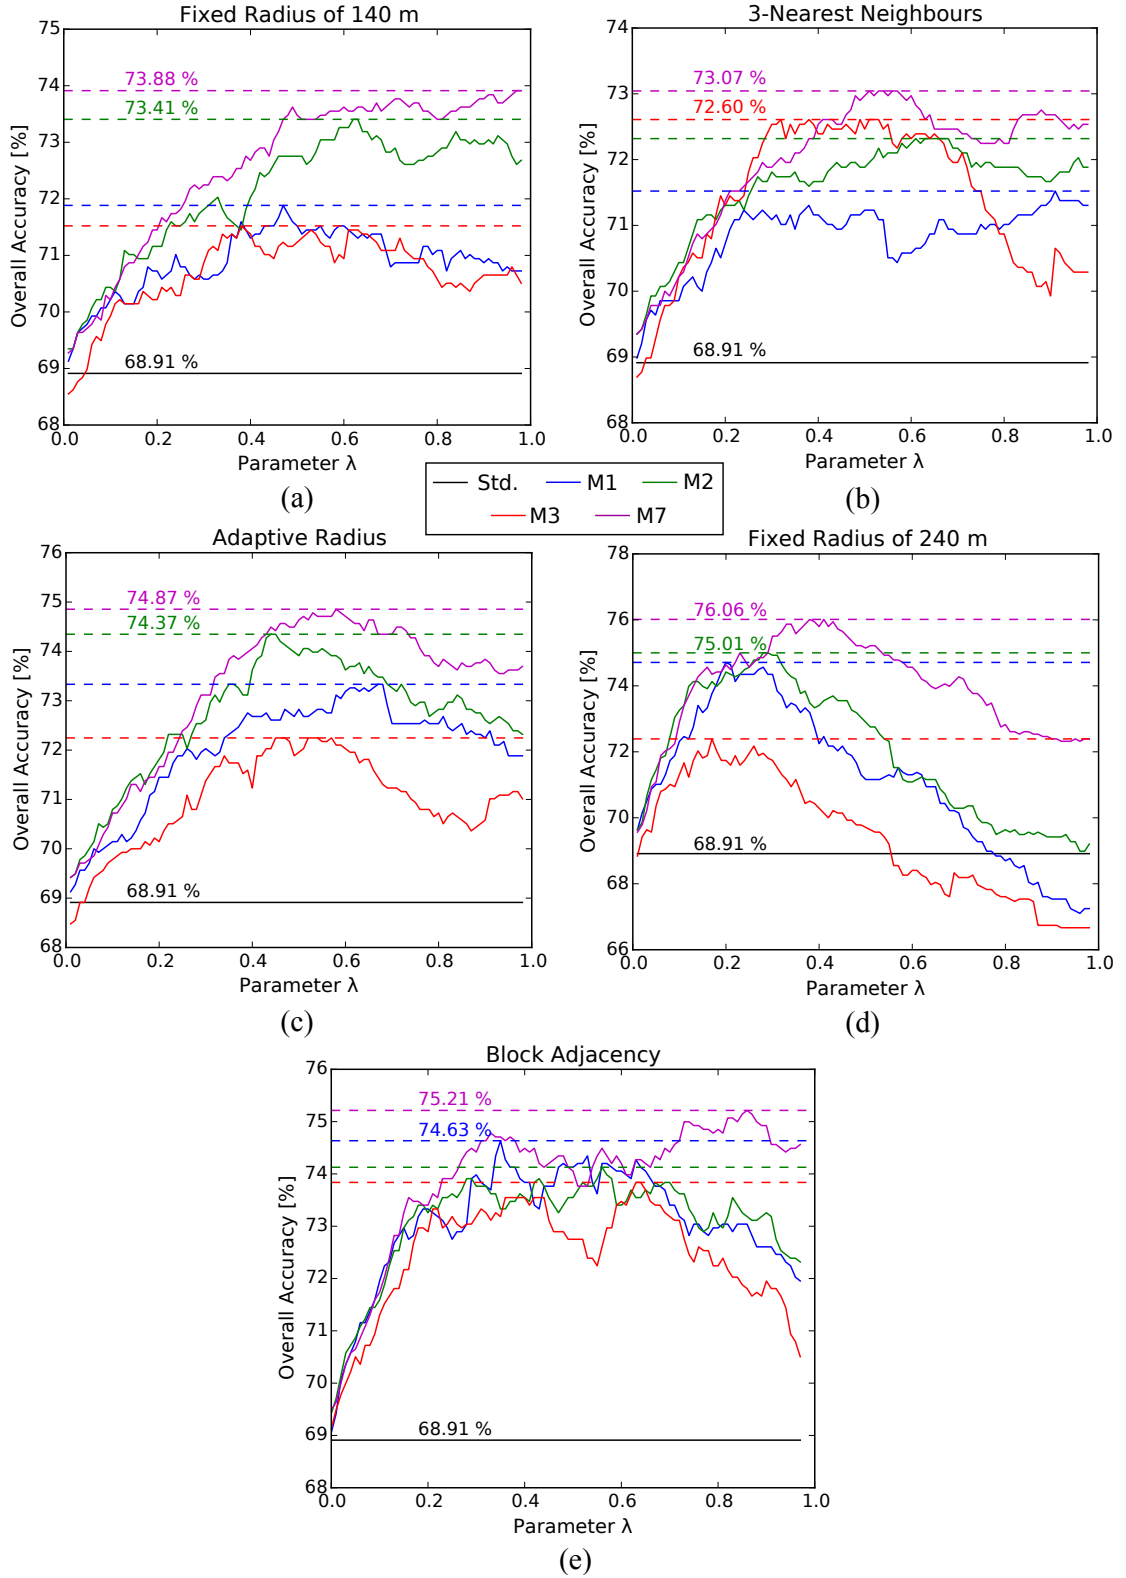 Fixed Radius of 140 m
75
74
73
72
71
70
69
68
Overall Accuracy [%]
73.88 %
73.41 %
68.91 %
0.0 0.2 0.4 0.6 0.8 1.0
Parameter λ
(a)
3-Nearest Neighbours
74
73
72
71
70
69
68
Overall Accuracy [%]
73.07 %
72.60 %
68.91 %
0.0 0.2 0.4 0.6 0.8 1.0
Parameter λ
(b)
Std. M1 M2
M3 M7
Adaptive Radius
76
75
74
73
72
71
70
69
68
Overall Accuracy [%]
74.87 %
74.37 %
68.91 %
0.0 0.2 0.4 0.6 0.8 1.0
Parameter λ
(c)
Fixed Radius of 240 m
78
76
74
72
70
68
66
Overall Accuracy [%]
76.06 %
75.01 %
68.91 %
0.0 0.2 0.4 0.6 0.8 1.0
Parameter λ
(d)
Block Adjacency
76
75
74
73
72
71
70
69
68
Overall Accuracy [%]
75.21 %
74.63 %
68.91 %
0.0 0.2 0.4 0.6 0.8 1.0
Parameter λ
(e)